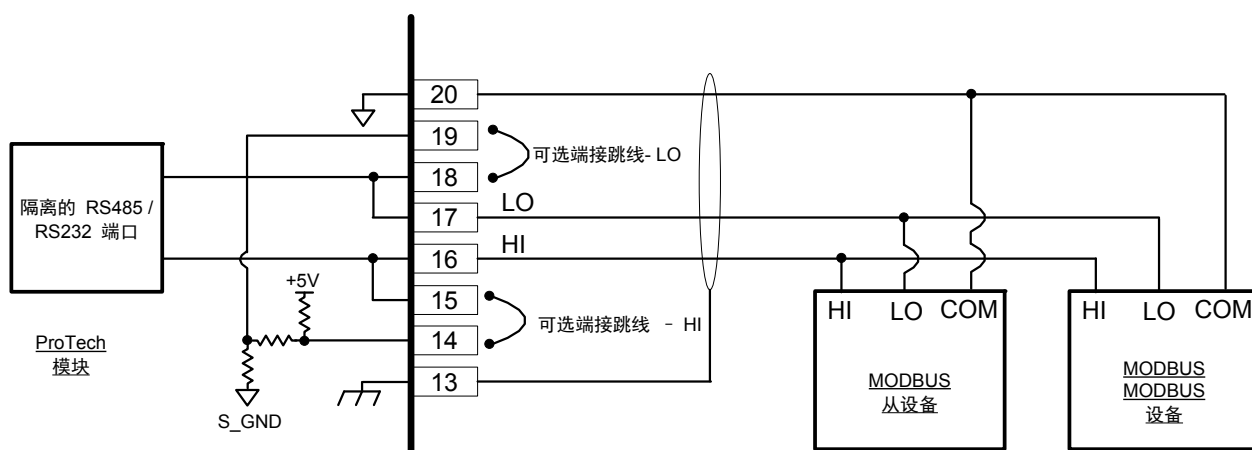 隔离的 RS485 /
RS232 端口
ProTech
模块
+5V
S_GND
20
19
18
17
16
15
14
13
可选端接跳线- LO
LO
HI
可选端接跳线 - HI
HI LO COM
MODBUS
从设备
HI LO COM
MODBUS
MODBUS
设备